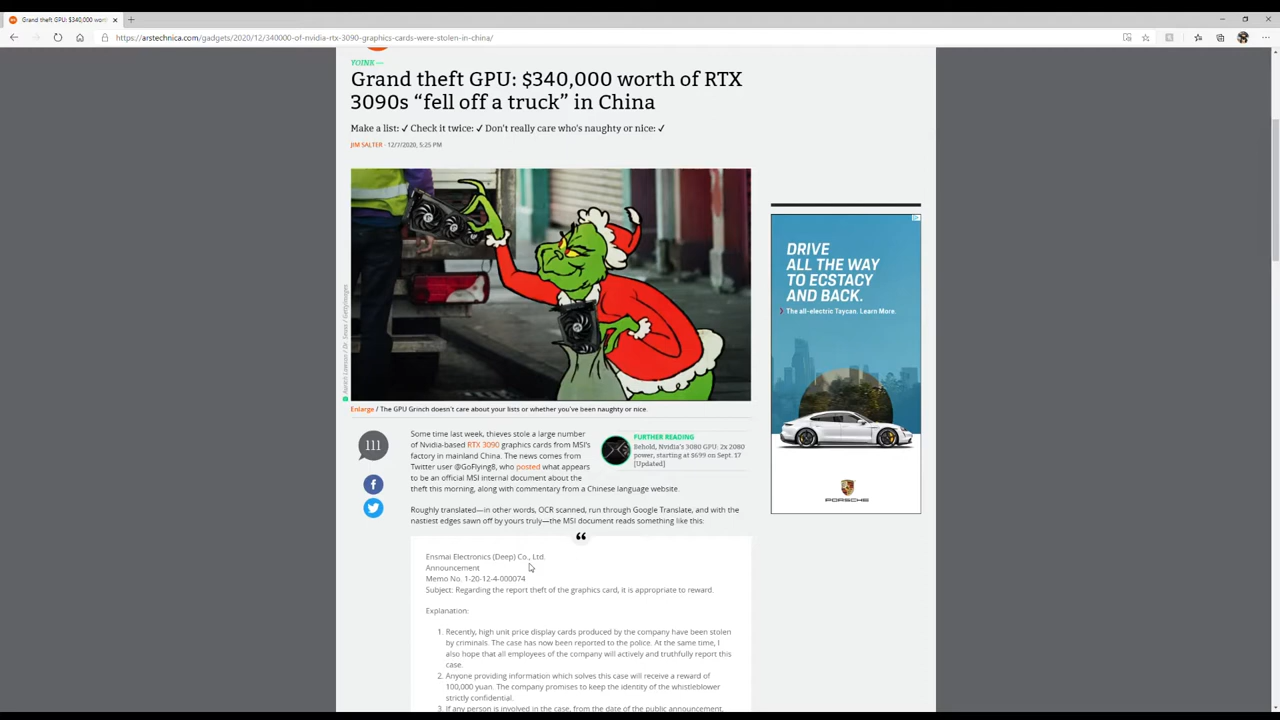 Grand theft GPU: $340,000 wort
https://arstechnica.com/gadgets/2020/12/340000-of-nvidia-rtx-3090-graphics-cards-were-stolen-in-china/
YOINK —
Grand theft GPU: $340,000 worth of RTX
3090s “fell off a truck” in China
Make a list: ✓ Check it twice: ✓ Don't really care who's naughty or nice: ✓
JIM SALTER - 12/7/2020, 5:25 PM
Aurich Lawson / Dr. Seuss / GettyImages
Enlarge / The GPU Grinch doesn't care about your lists or whether you've been naughty or nice.
111
Some time last week, thieves stole a large number
of Nvidia-based RTX 3090 graphics cards from MSI's
factory in mainland China. The news comes from
Twitter user @GoFlying8, who posted what appears
to be an official MSI internal document about the
theft this morning, along with commentary from a Chinese language website.
FURTHER READING
Behold, Nvidia's 3080 GPU: 2x 2080
power, starting at $699 on Sept. 17
[Updated]
Roughly translated—in other words, OCR scanned, run through Google Translate, and with the
nastiest edges sawn off by yours truly—the MSI document reads something like this:
“
Ensmai Electronics (Deep) Co., Ltd.
Announcement
Memo No. 1-20-12-4-000074
Subject: Regarding the report theft of the graphics card, it is appropriate to reward.
Explanation:
1. Recently, high unit price display cards produced by the company have been stolen
by criminals. The case has now been reported to the police. At the same time, I
also hope that all employees of the company will actively and truthfully report this
case.
2. Anyone providing information which solves this case will receive a reward of
100,000 yuan. The company promises to keep the identity of the whistleblower
strictly confidential.
3. If any person is involved in the case, from the date of the public announcement,
DRIVE
ALL THE WAY
TO ECSTACY
AND BACK.
The all-electric Taycan. Learn More.
PORSCHE